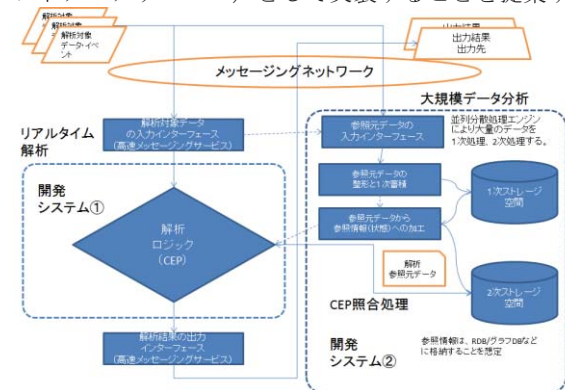 として実装することを提案す
解析対象
解析対象
データ・イベ
ント
出力結果
出力先
メッセージングネットワーク
大規模データ分析
リアルタイム
解析
解析対象データ
の入力インターフェース
(高速メッセージングサービス)
参照元データの
入力インターフェース
並列分散処理エンジン
により大量のデータを
1次処理、2次処理する。
開発
システム①
参照元データの
整形と1次蓄積
1次ストレージ
空間
解析
ロジック
(CEP)
参照元データから
参照情報(状態)への加工
解析
参照元データ
CEP照合処理
2次ストレージ
空間
解析結果の出力
インターフェース
(高速メッセージングサービス)
開発
システム②
参照情報は、RDB/グラフDBなど
に格納することを想定